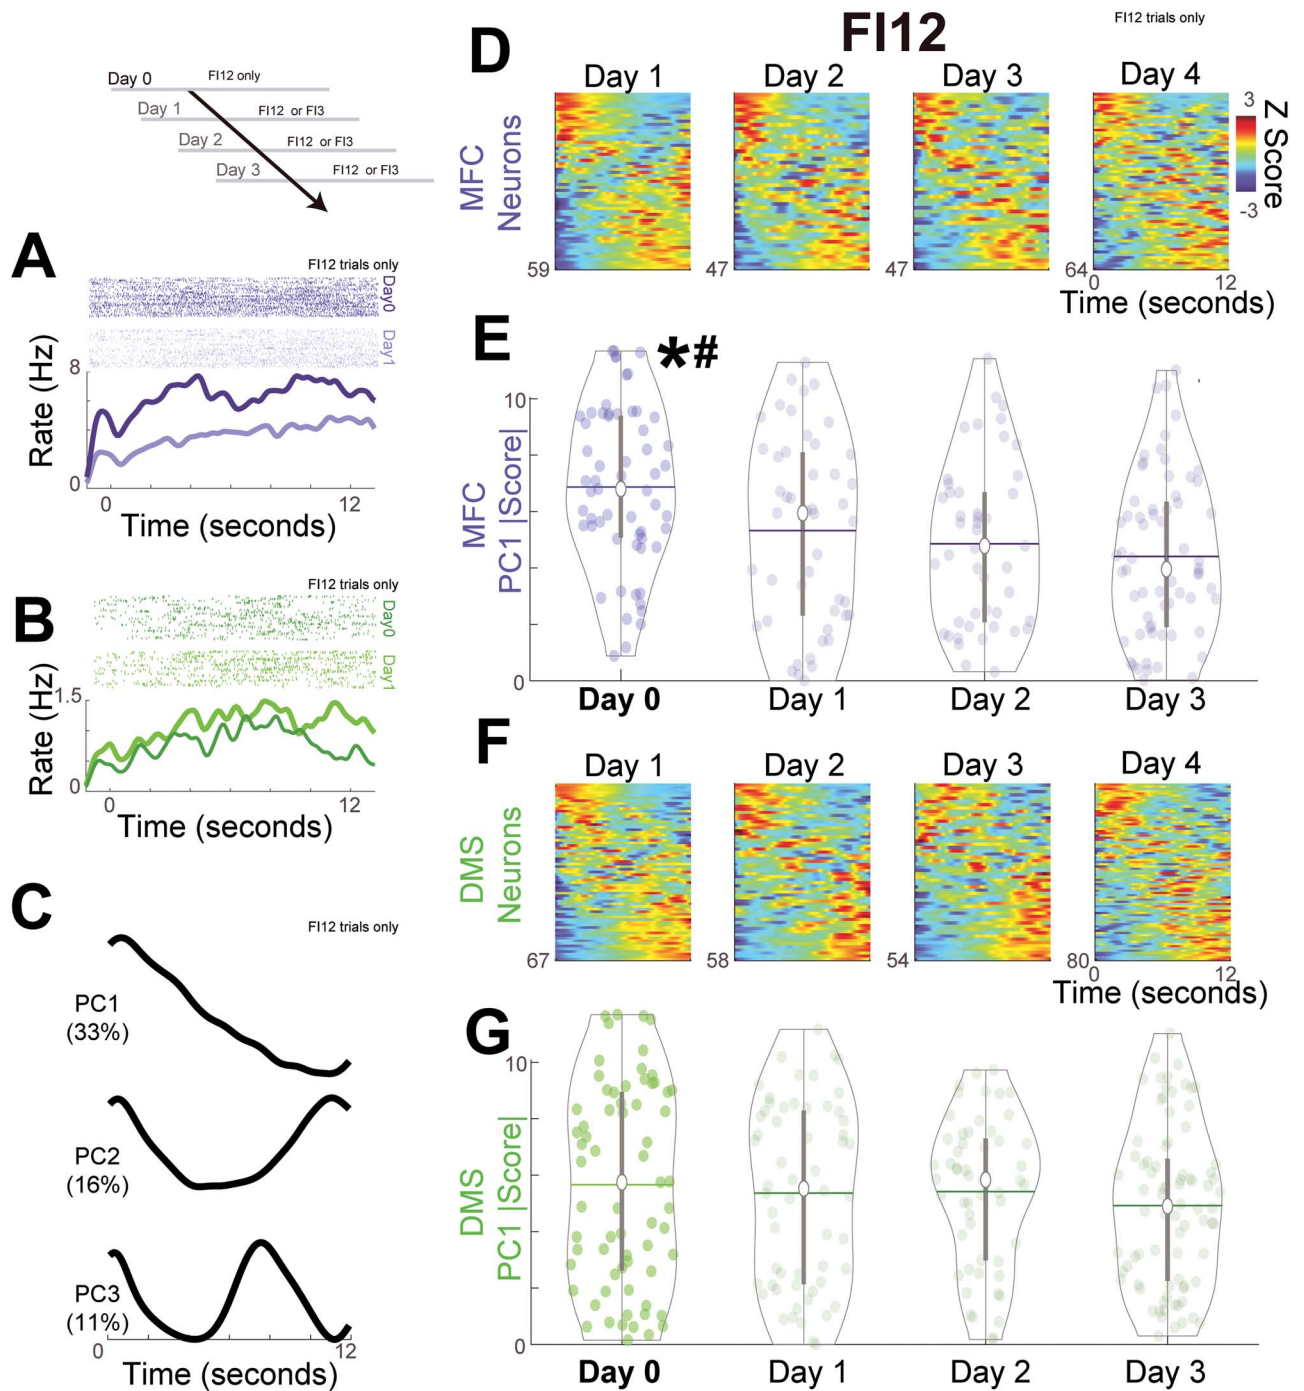 Day 0 FI12 only
Day 1 FI12 or FI3
Day 2 FI12 or FI3
Day 3 FI12 or FI3
A
FI12 trials only
Day0
Day1
Rate (Hz)
8
0
0 12
Time (seconds)
B
FI12 trials only
Day0
Day1
Rate (Hz)
1.5
0
0 12
Time (seconds)
C
FI12 trials only
PC1
(33%)
PC2
(16%)
PC3
(11%)
0 12
Time (seconds)
D
FI12
FI12 trials only
Day 1 Day 2 Day 3 Day 4
MFC
Neurons
3
Z Score
-3
59 47 47 64
0 12
Time (seconds)
E
*#
MFC
PC1 |Score|
10
0
Day 0 Day 1 Day 2 Day 3
F
Day 1 Day 2 Day 3 Day 4
DMS
Neurons
67 58 54 80
0 12
Time (seconds)
G
DMS
PC1 |Score|
10
0
Day 0 Day 1 Day 2 Day 3